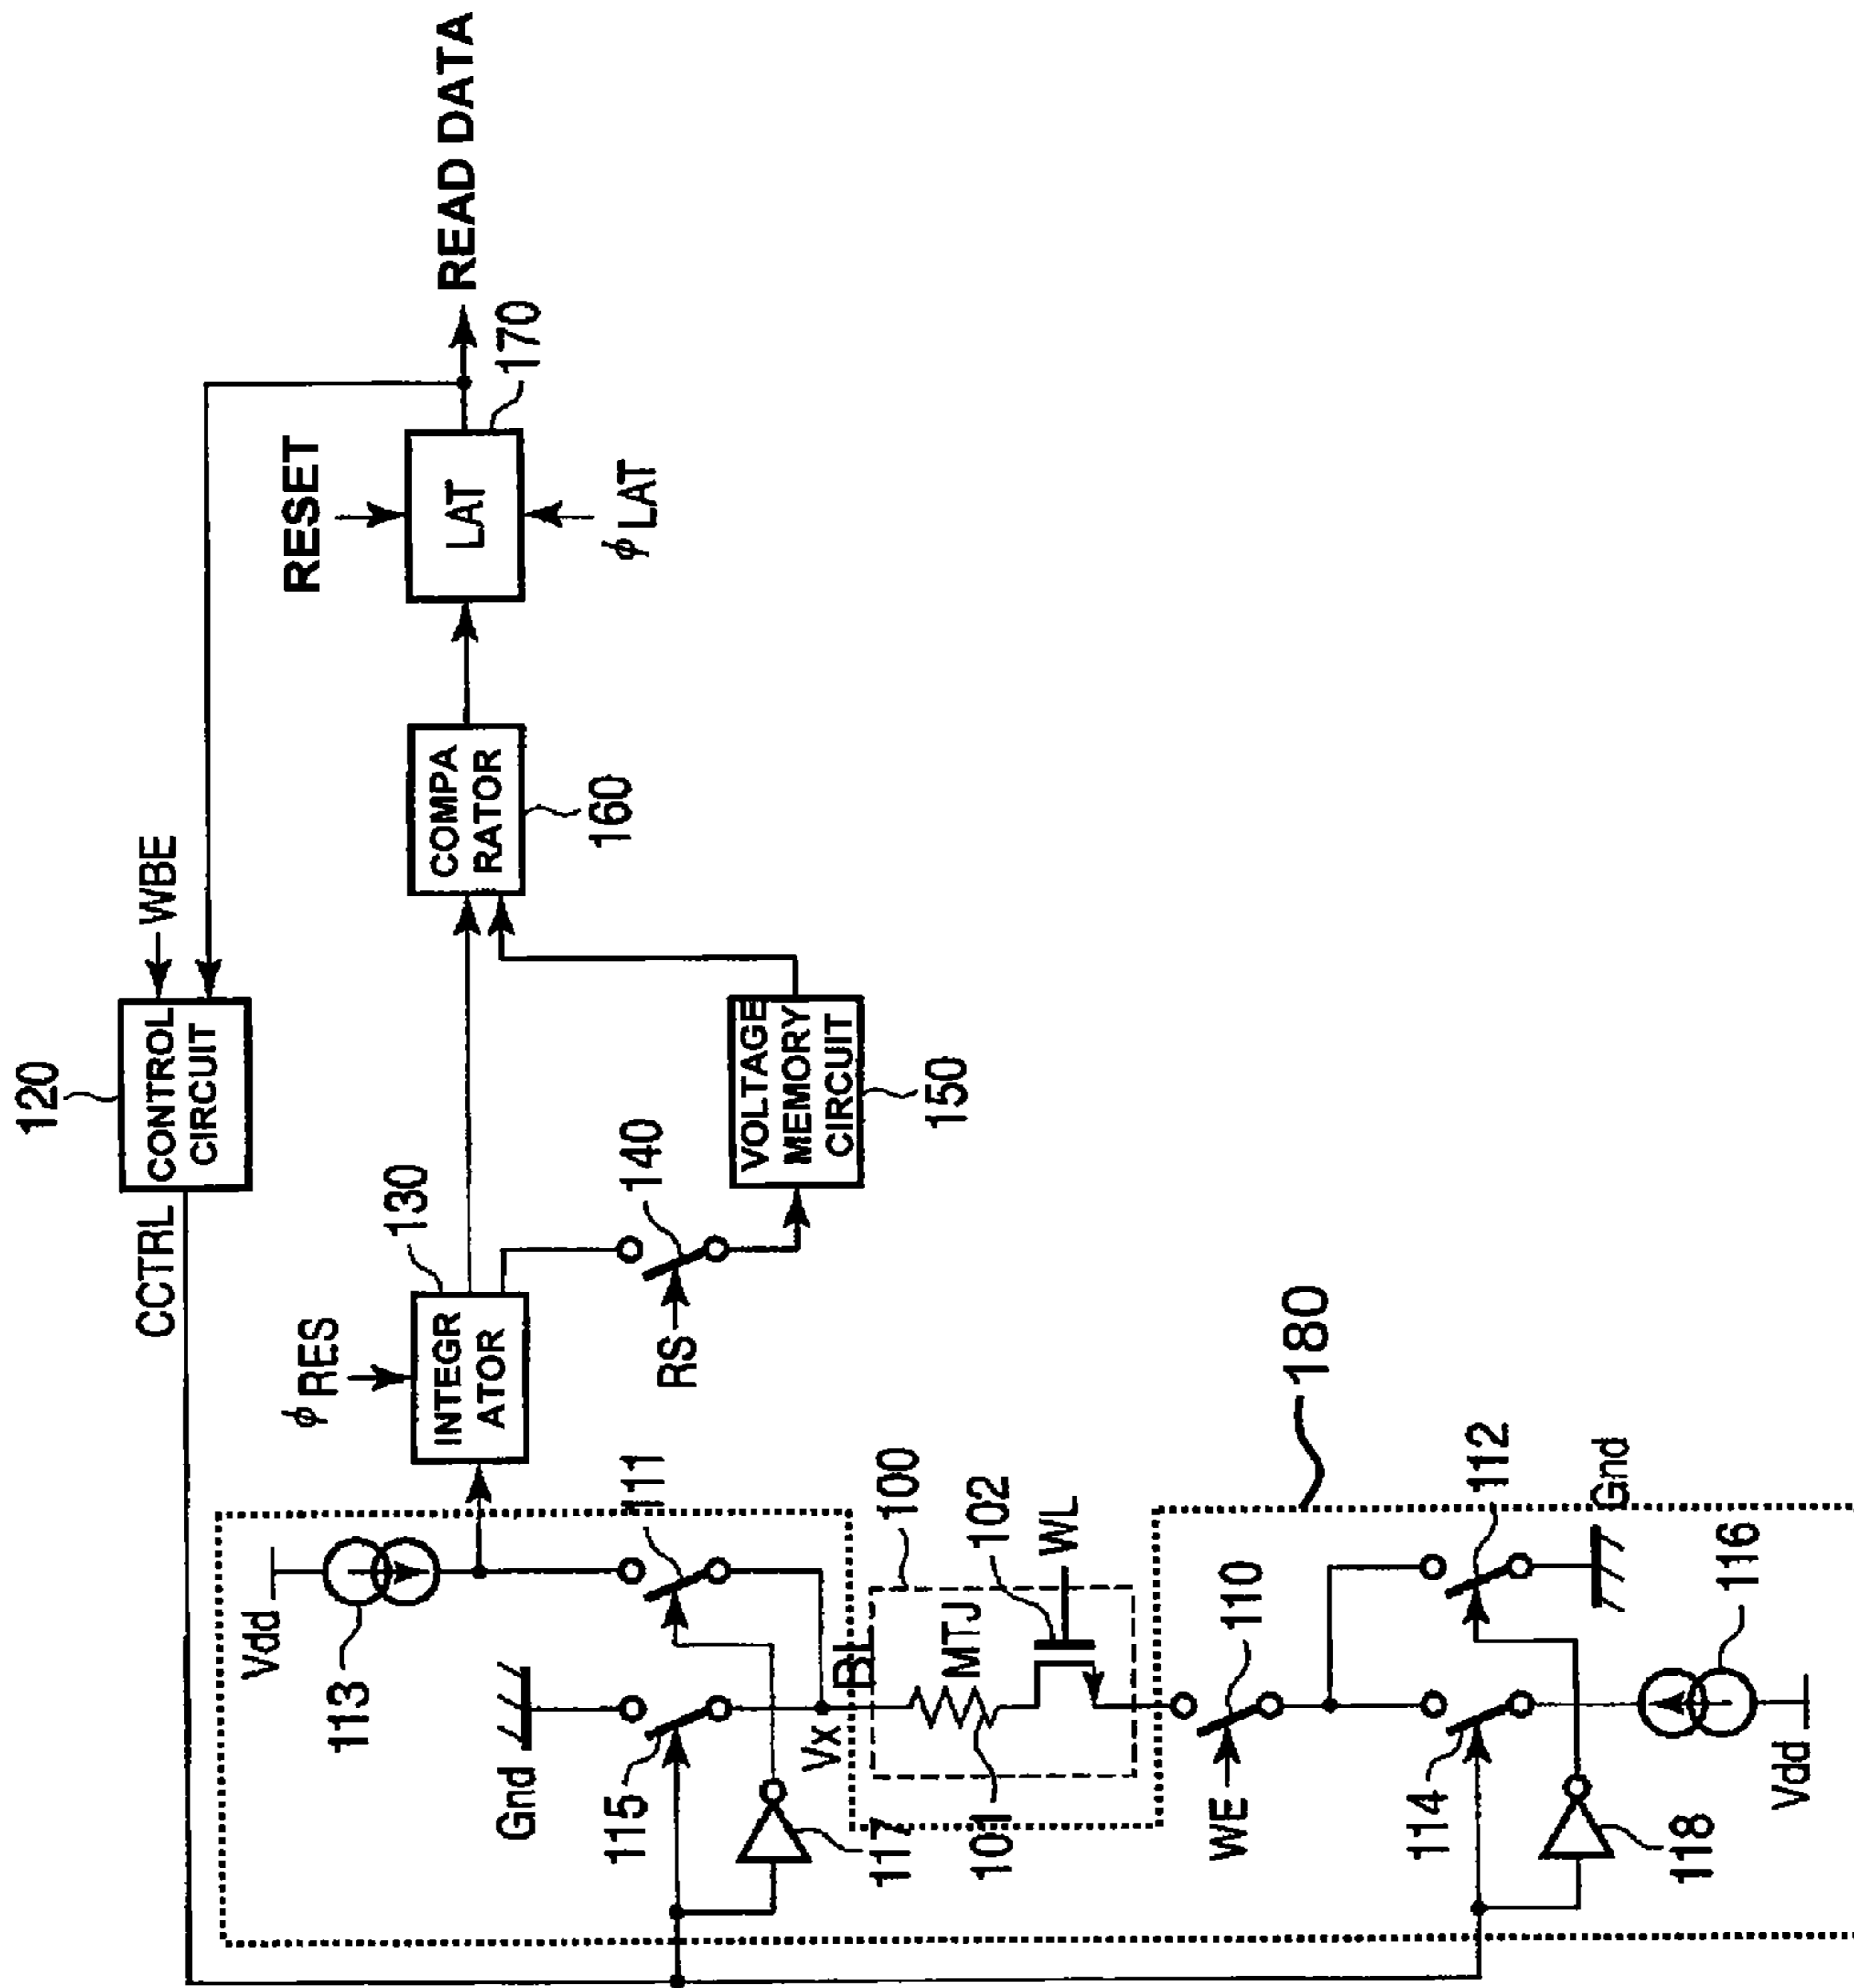 READ DATA
RESET
LAT
170
φLAT
WBE
120
CONTROL
CIRCUIT
CCTRL
COMPA
RATOR
160
VOLTAGE
MEMORY
CIRCUIT
150
140
RS
130
φRES
INTEGR
ATOR
180
Vdd
113
111
Gnd
115
117
Vx
BL
100
MTJ
101
102
WL
110
WE
112
Gnd
114
116
118
Vdd